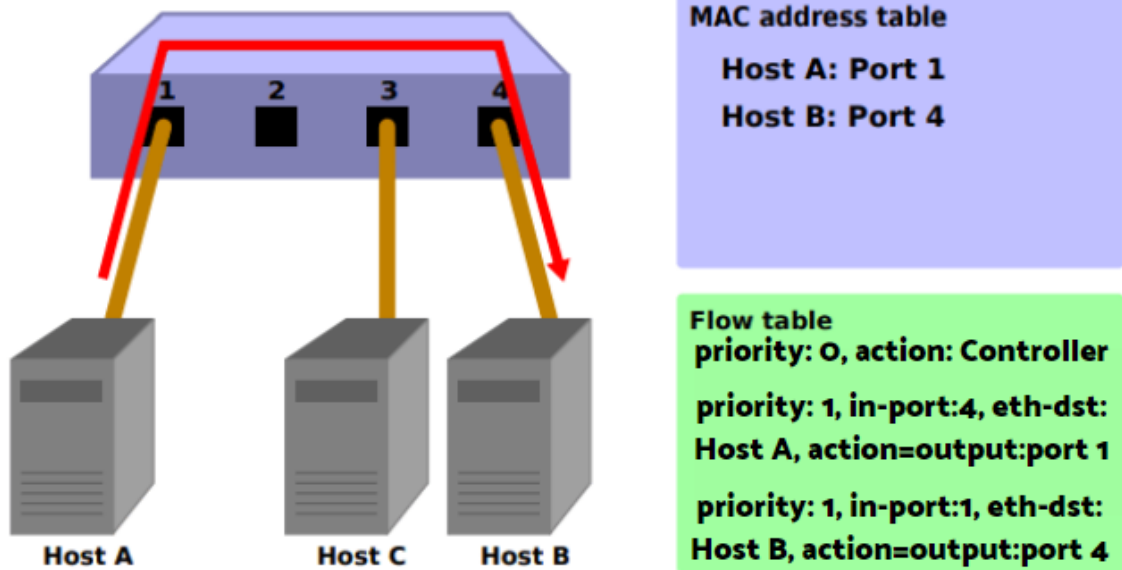 1 2 3 4
Host A Host C Host B
MAC address table
Host A: Port 1
Host B: Port 4
Flow table
priority: 0, action: Controller
priority: 1, in-port:4, eth-dst:
Host A, action=output:port 1
priority: 1, in-port:1, eth-dst:
Host B, action=output:port 4